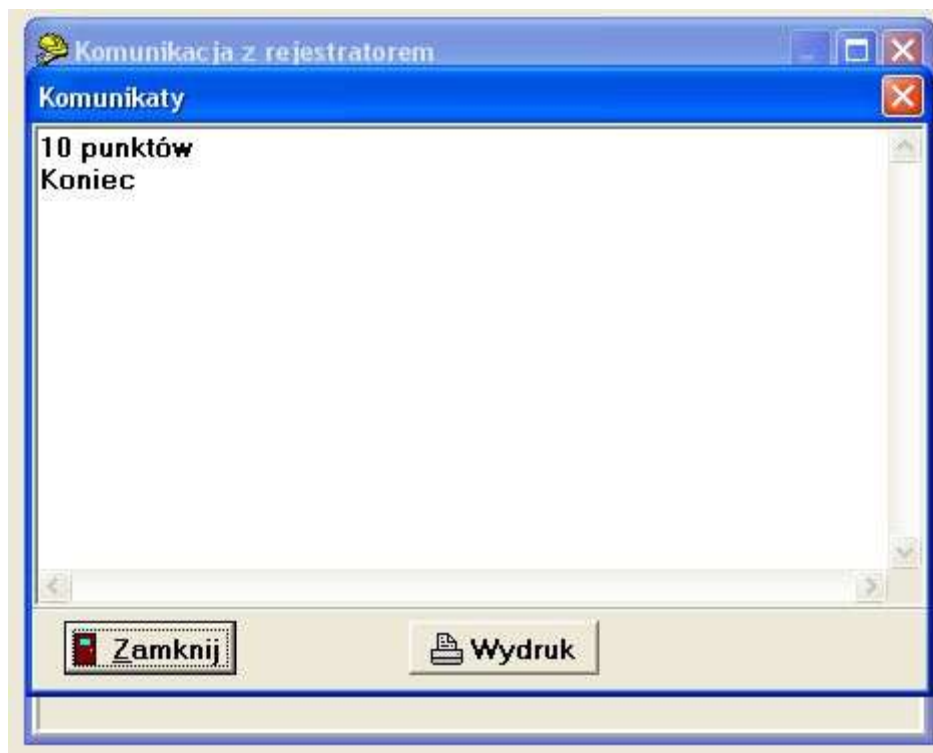 Komunikacja z rejestratorem
Komunikaty
10 punktów
Koniec
Zamknij
Wydruk